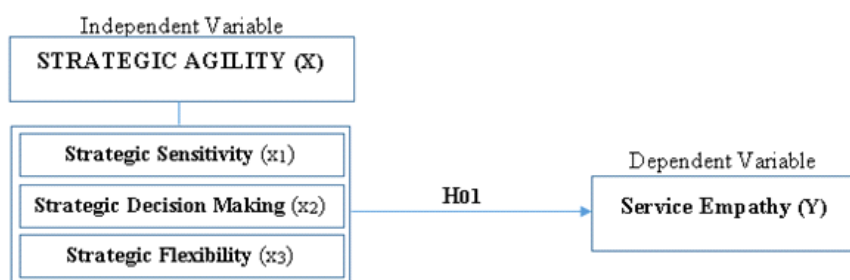 Independent Variable
STRATEGIC AGILITY (X)
Strategic Sensitivity (x1)
Strategic Decision Making (x2)
Strategic Flexibility (x3)
H01
Dependent Variable
Service Empathy (Y)